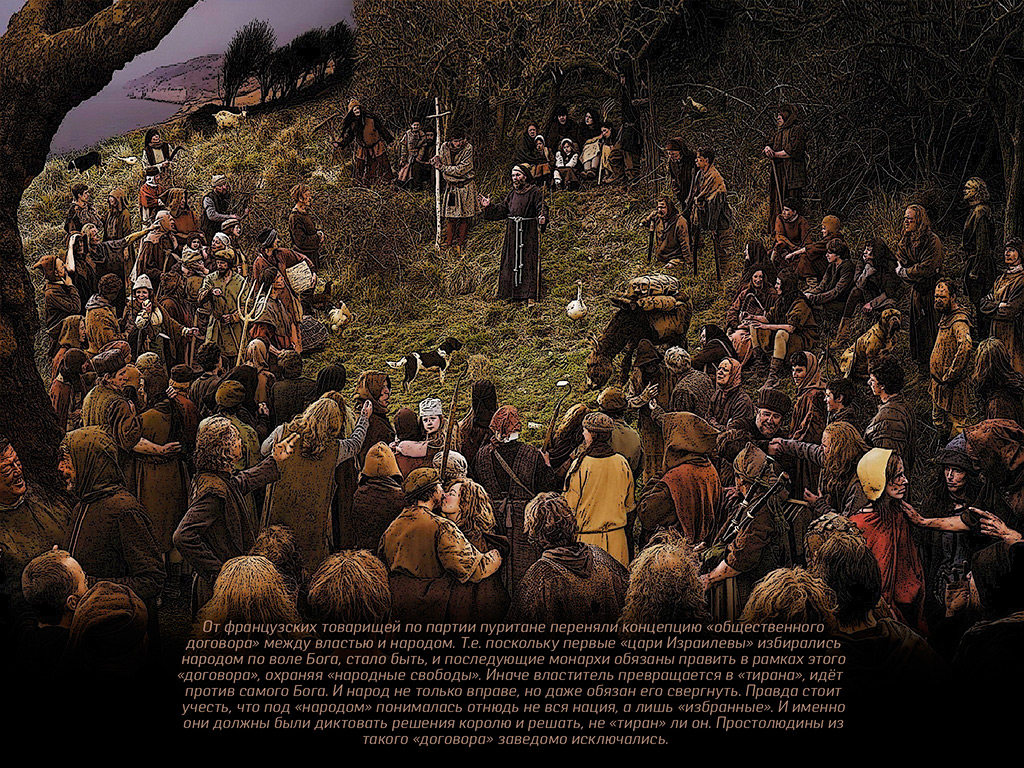 От французских товарищей по партии пуритане переняли концепцию «общественного
договора» между властью и народом. Т.е. поскольку первые «цари Израилевы» избирались
народом по воле Бога, стало быть, и последующие монархи обязаны править в рамках этого
«договора», охраняя «народные свободы». Иначе властитель превращается в «тирана», идёт
против самого Бога. И народ не только вправе, но даже обязан его свергнуть. Правда стоит
учесть, что под «народом» понималась отнюдь не вся нация, а лишь «избранные». И именно
они должны были диктовать решения королю и решать, не «тиран» ли он. Простолюдины из
такого «договора» заведомо исключались.